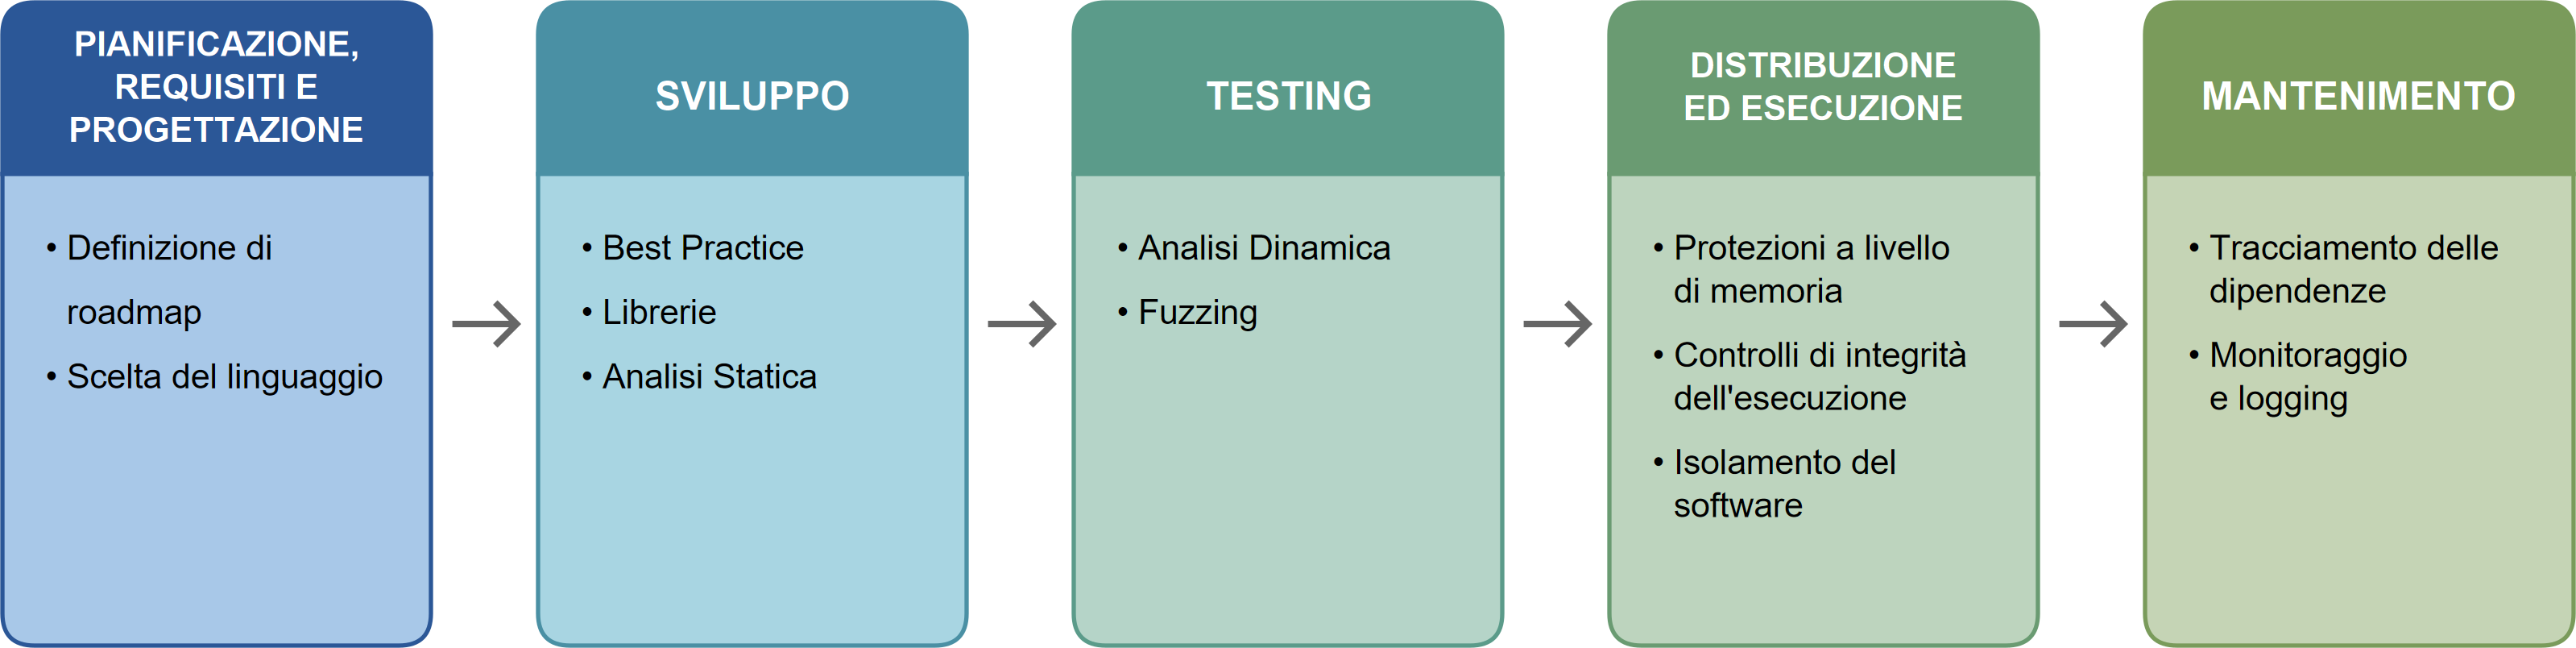 PIANIFICAZIONE,
REQUISITI E
PROGETTAZIONE
• Definizione di
roadmap
• Scelta del linguaggio
SVILUPPO
• Best Practice
• Librerie
• Analisi Statica
TESTING
• Analisi Dinamica
• Fuzzing
DISTRIBUZIONE
ED ESECUZIONE
• Protezioni a livello
di memoria
• Controlli di integrità
dell'esecuzione
• Isolamento del
software
MANTENIMENTO
• Tracciamento delle
dipendenze
• Monitoraggio
e logging